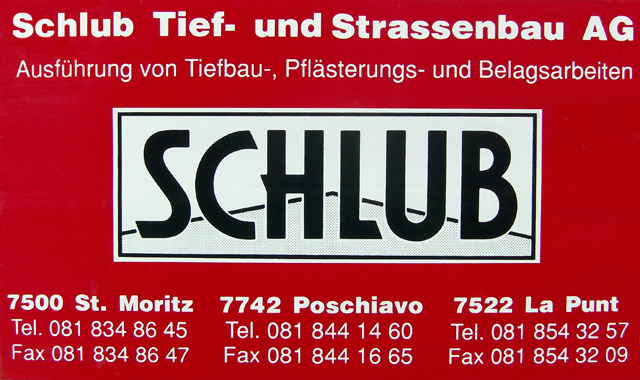 Schlub Tief- und Strassenbau AG
Ausführung von Tiefbau-, Pflästerungs- und Belagsarbeiten
SCHLUB
7500 St. Moritz 7742 Poschiavo 7522 La Punt
Tel. 081 834 86 45 Tel. 081 844 14 60 Tel. 081 854 32 57
Fax 081 834 86 47 Fax 081 844 16 65 Fax 081 854 32 09